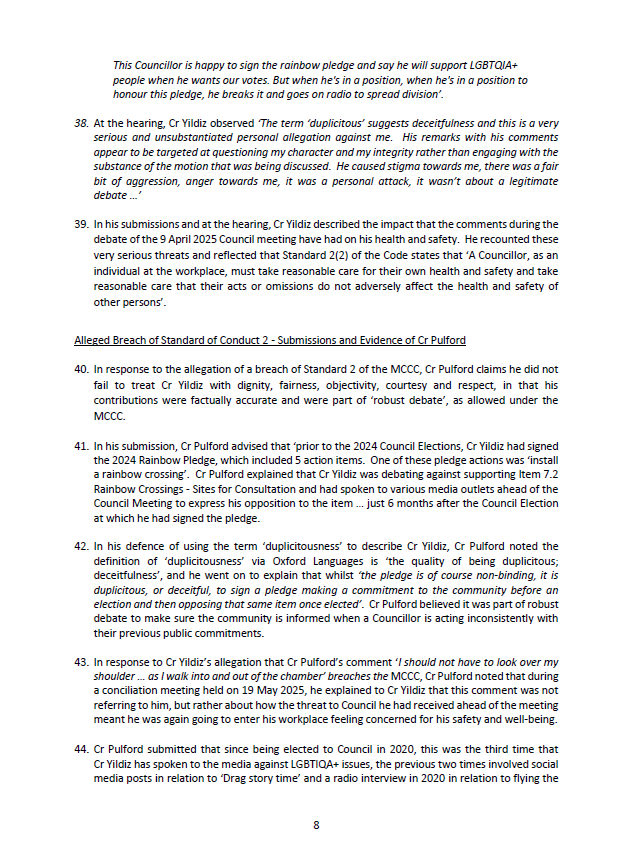 This Councillor is happy to sign the rainbow pledge and say he will support LGBTQIA+
people when he wants our votes. But when he's in a position, when he's in a position to
honour this pledge, he breaks it and goes on radio to spread division'.
38. At the hearing, Cr Yildiz observed 'The term 'duplicitous' suggests deceitfulness and this is a very
serious and unsubstantiated personal allegation against me. His remarks with his comments
appear to be targeted at questioning my character and my integrity rather than engaging with the
substance of the motion that was being discussed. He caused stigma towards me, there was a fair
bit of aggression, anger towards me, it was a personal attack, it wasn't about a legitimate
debate …'
39. In his submissions and at the hearing, Cr Yildiz described the impact that the comments during the
debate of the 9 April 2025 Council meeting have had on his health and safety. He recounted these
very serious threats and reflected that Standard 2(2) of the Code states that 'A Councillor, as an
individual at the workplace, must take reasonable care for their own health and safety and take
reasonable care that their acts or omissions do not adversely affect the health and safety of
other persons'.
Alleged Breach of Standard of Conduct 2 - Submissions and Evidence of Cr Pulford
40. In response to the allegation of a breach of Standard 2 of the MCCC, Cr Pulford claims he did not
fail to treat Cr Yildiz with dignity, fairness, objectivity, courtesy and respect, in that his
contributions were factually accurate and were part of 'robust debate', as allowed under the
MCCC.
41. In his submission, Cr Pulford advised that 'prior to the 2024 Council Elections, Cr Yildiz had signed
the 2024 Rainbow Pledge, which included 5 action items. One of these pledge actions was 'install
a rainbow crossing'. Cr Pulford explained that Cr Yildiz was debating against supporting Item 7.2
Rainbow Crossings - Sites for Consultation and had spoken to various media outlets ahead of the
Council Meeting to express his opposition to the item … just 6 months after the Council Election
at which he had signed the pledge.
42. In his defence of using the term 'duplicitousness' to describe Cr Yildiz, Cr Pulford noted the
definition of 'duplicitousness' via Oxford Languages is 'the quality of being duplicitous;
deceitfulness', and he went on to explain that whilst 'the pledge is of course non-binding, it is
duplicitous, or deceitful, to sign a pledge making a commitment to the community before an
election and then opposing that same item once elected'. Cr Pulford believed it was part of robust
debate to make sure the community is informed when a Councillor is acting inconsistently with
their previous public commitments.
43. In response to Cr Yildiz's allegation that Cr Pulford's comment 'I should not have to look over my
shoulder … as I walk into and out of the chamber' breaches the MCCC, Cr Pulford noted that during
a conciliation meeting held on 19 May 2025, he explained to Cr Yildiz that this comment was not
referring to him, but rather about how the threat to Council he had received ahead of the meeting
meant he was again going to enter his workplace feeling concerned for his safety and well-being.
44. Cr Pulford submitted that since being elected to Council in 2020, this was the third time that
Cr Yildiz has spoken to the media against LGBTIQA+ issues, the previous two times involved social
media posts in relation to 'Drag story time' and a radio interview in 2020 in relation to flying the
8